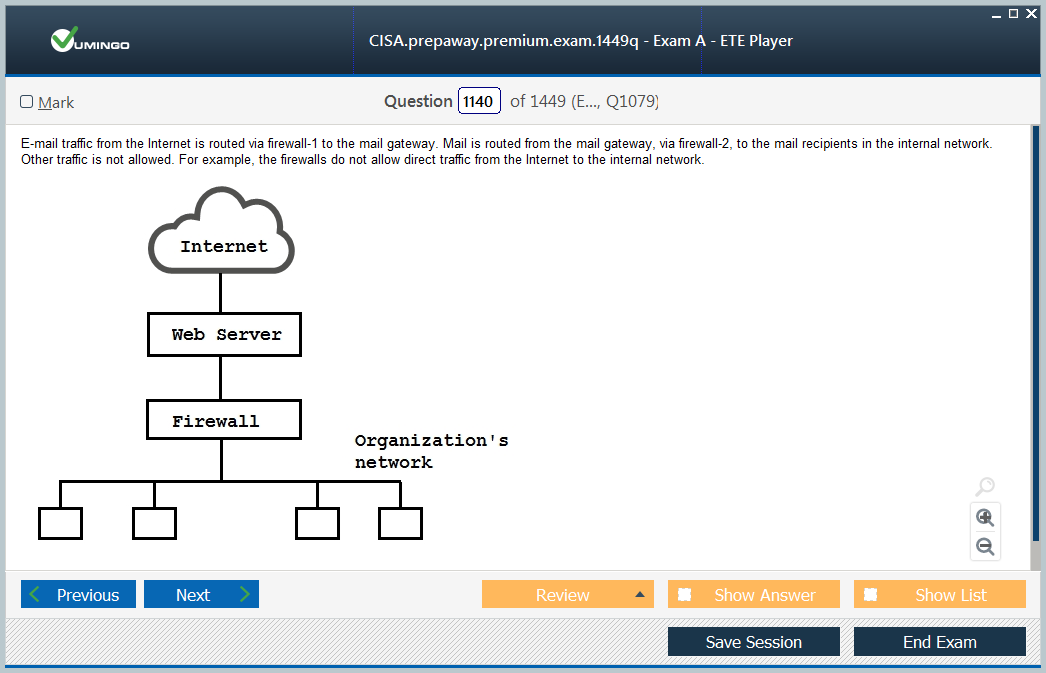 VUMINGO
CISA.prepaway.premium.exam.1449q - Exam A - ETE Player
Mark
Question 1140 of 1449 (E..., Q1079)
E-mail traffic from the Internet is routed via firewall-1 to the mail gateway. Mail is routed from the mail gateway, via firewall-2, to the mail recipients in the internal network.
Other traffic is not allowed. For example, the firewalls do not allow direct traffic from the Internet to the internal network.
Internet
Web Server
Firewall
Organization's
network
Previous
Next
Review
Show Answer
Show List
Save Session
End Exam